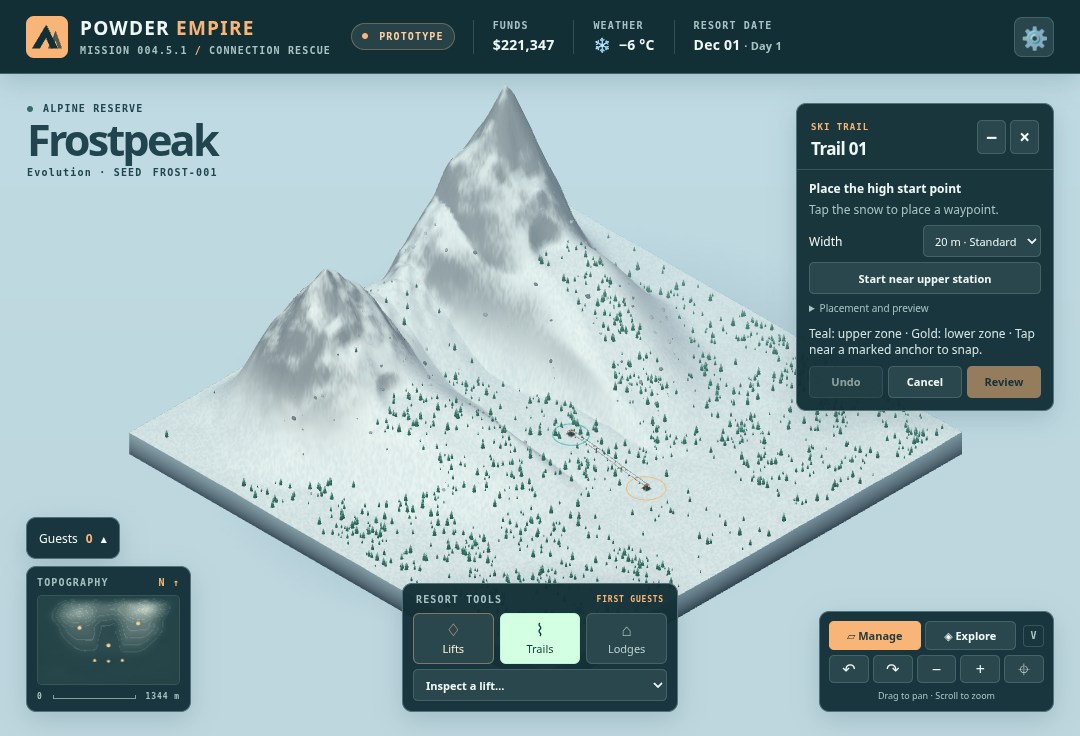 POWDER EMPIRE
MISSION 004.5.1 / CONNECTION RESCUE
PROTOTYPE
FUNDS
$221,347
WEATHER
−6 °C
RESORT DATE
Dec 01 · Day 1
ALPINE RESERVE
Frostpeak
Evolution · SEED FROST-001
SKI TRAIL
Trail 01
Place the high start point
Tap the snow to place a waypoint.
Width
20 m · Standard
Start near upper station
Placement and preview
Teal: upper zone · Gold: lower zone · Tap
near a marked anchor to snap.
Undo
Cancel
Review
Guests 0
TOPOGRAPHY
N ↑
0
1344 m
RESORT TOOLS
FIRST GUESTS
Lifts
Trails
Lodges
Inspect a lift…
Manage
Explore
V
Drag to pan · Scroll to zoom